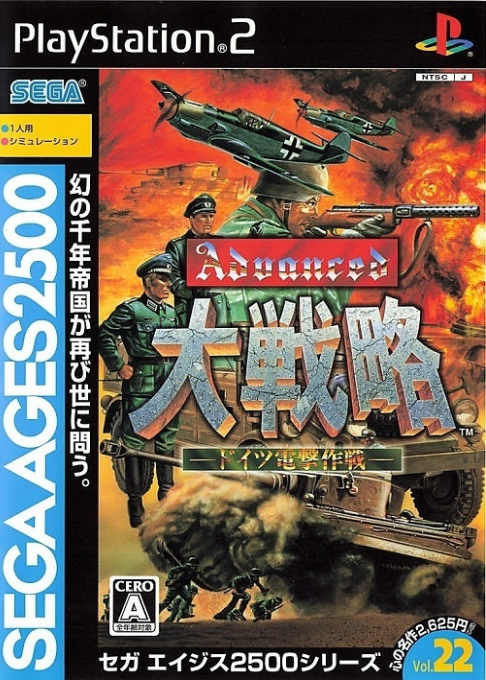 PlayStation®2
NTSC J
SEGA®
●1人用
●シミュレーション
SEGA AGES 2500
幻の千年帝国が再び世に問う。
Advanced
大戦略
TM
ードイツ電撃作戦ー
CERO
A
全年齢対象
セガ エイジス2500シリーズ
心の名作2,625円
Vol.22